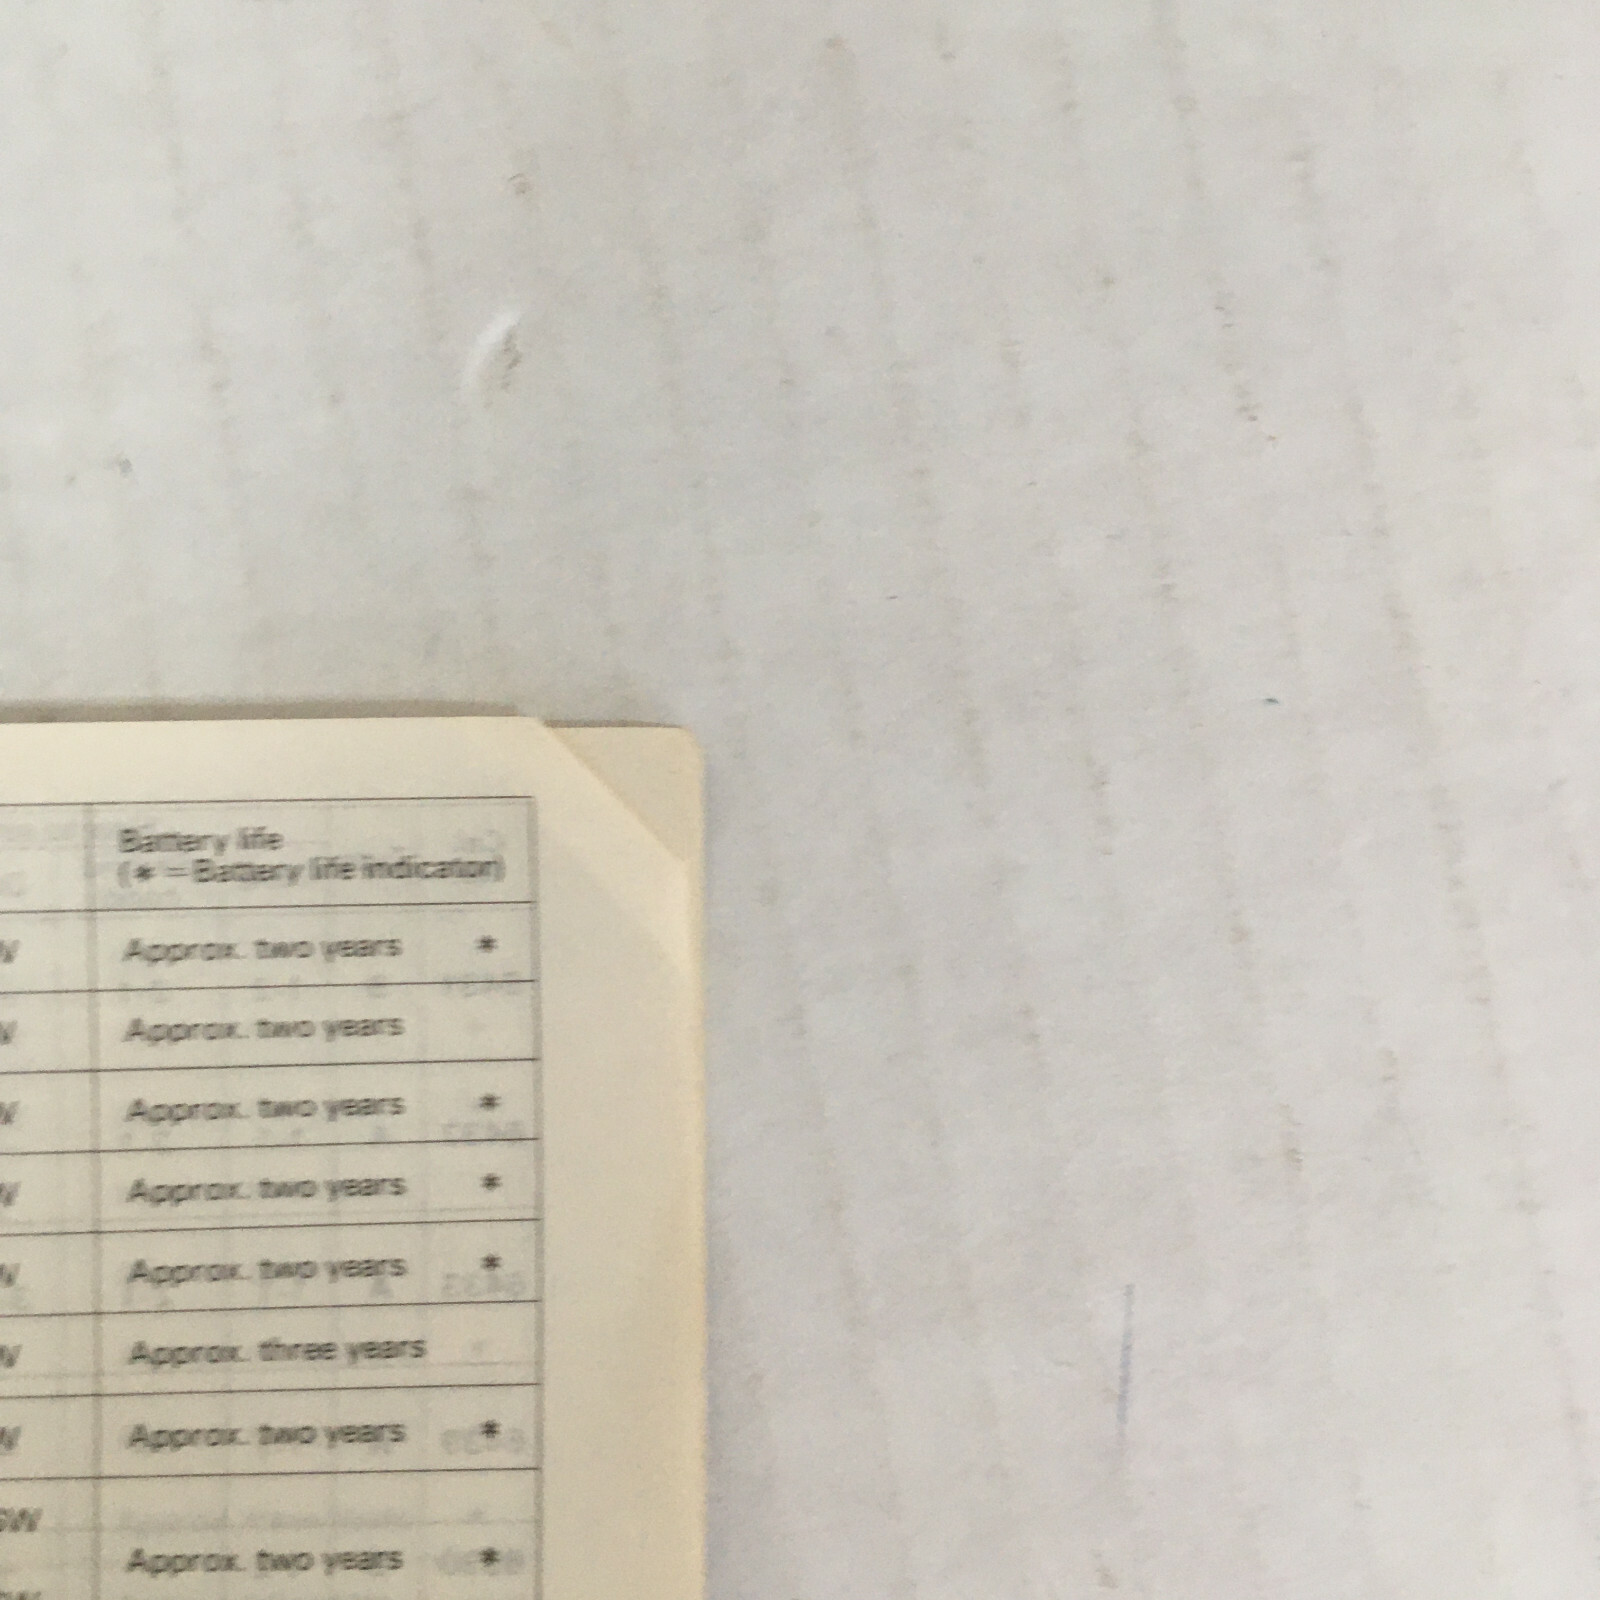 Battery life
(* = Battery life indicator)
Approx. two years *
Approx. two years
Approx. two years *
Approx. two years *
Approx. two years *
Approx. three years
Approx. two years *
Approx. two years *